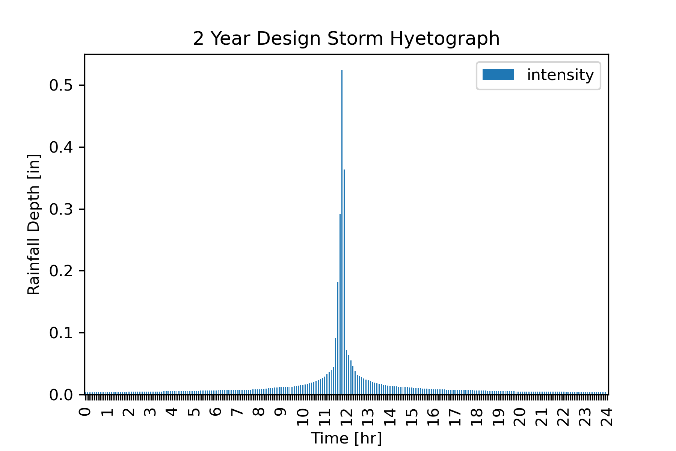 2 Year Design Storm Hyetograph
intensity
Rainfall Depth [in]
0.5
0.4
0.3
0.2
0.1
0.0
0 1 2 3 4 5 6 7 8 9 10 11 12 13 14 15 16 17 18 19 20 21 22 23 24
Time [hr]